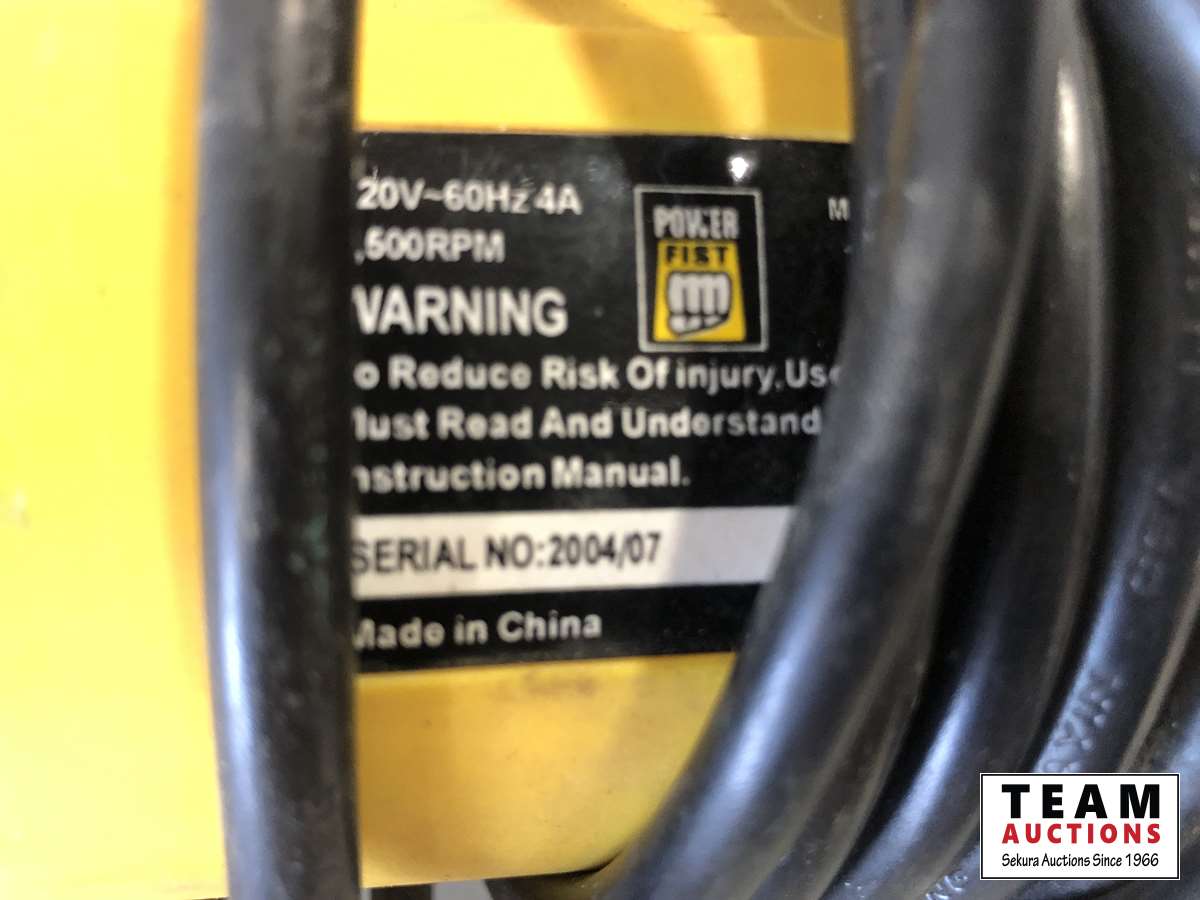 20V~60Hz 4A
,500RPM
POWER
FIST
M
WARNING
o Reduce Risk Of injury,Use
Must Read And Understand
nstruction Manual.
SERIAL NO:2004/07
Made in China
TEAM
AUCTIONS
Sekura Auctions Since 1966